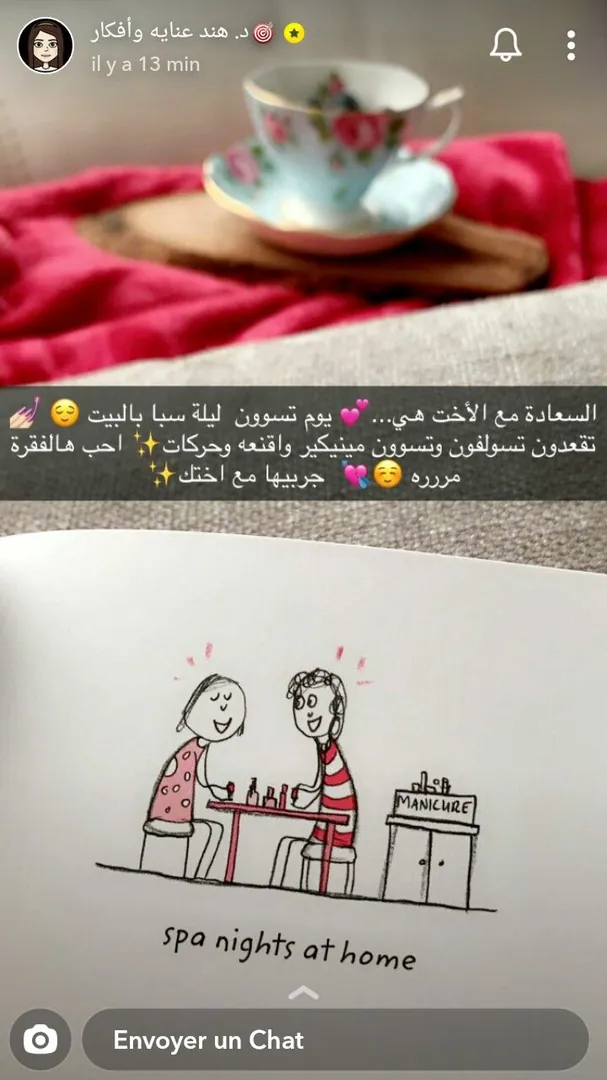 د. هند عنايه وأفكار🎯 ⭐
il y a 13 min
السعادة مع الأخت هي...💕 يوم تسوون ليلة سبا بالبيت 😌 💅🏻
تقعدون تسولفون وتسوون مينيكير واقنعه وحركات✨ احب هالفقرة
مررره ☺️💘 جربيها مع اختك✨
MANICURE
spa nights at home
Envoyer un Chat